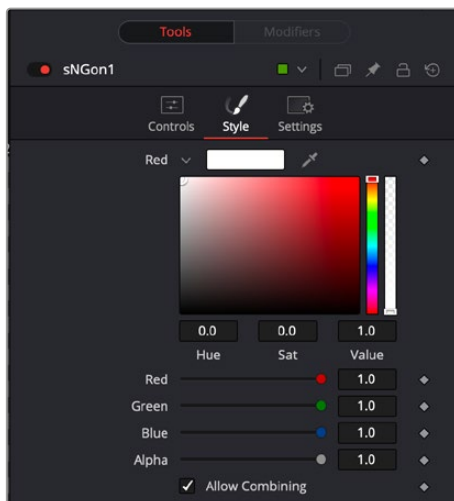 Tools Modifiers
sNGon1
Controls Style Settings
Red
0.0 0.0 1.0
Hue Sat Value
Red 1.0
Green 1.0
Blue 1.0
Alpha 1.0
Allow Combining